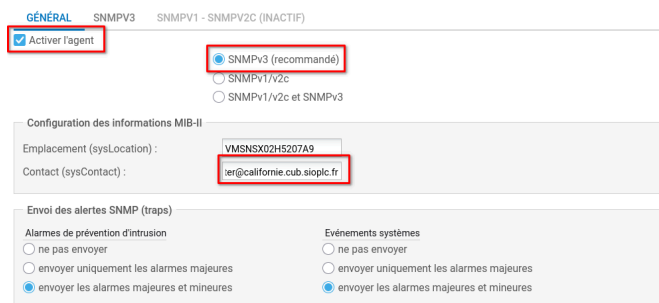 GÉNÉRAL SNMPV3 SNMPV1 - SNMPV2C (INACTIF)
Activer l'agent
SNMPv3 (recommandé)
SNMPv1/v2c
SNMPv1/v2c et SNMPv3
Configuration des informations MIB-II
Emplacement (sysLocation) : VMSNSX02H5207A9
Contact (sysContact) : :er@californie.cub.sioplc.fr
Envoi des alertes SNMP (traps)
Alarmes de prévention d'intrusion Evénements systèmes
ne pas envoyer ne pas envoyer
envoyer uniquement les alarmes majeures envoyer uniquement les alarmes majeures
envoyer les alarmes majeures et mineures envoyer les alarmes majeures et mineures